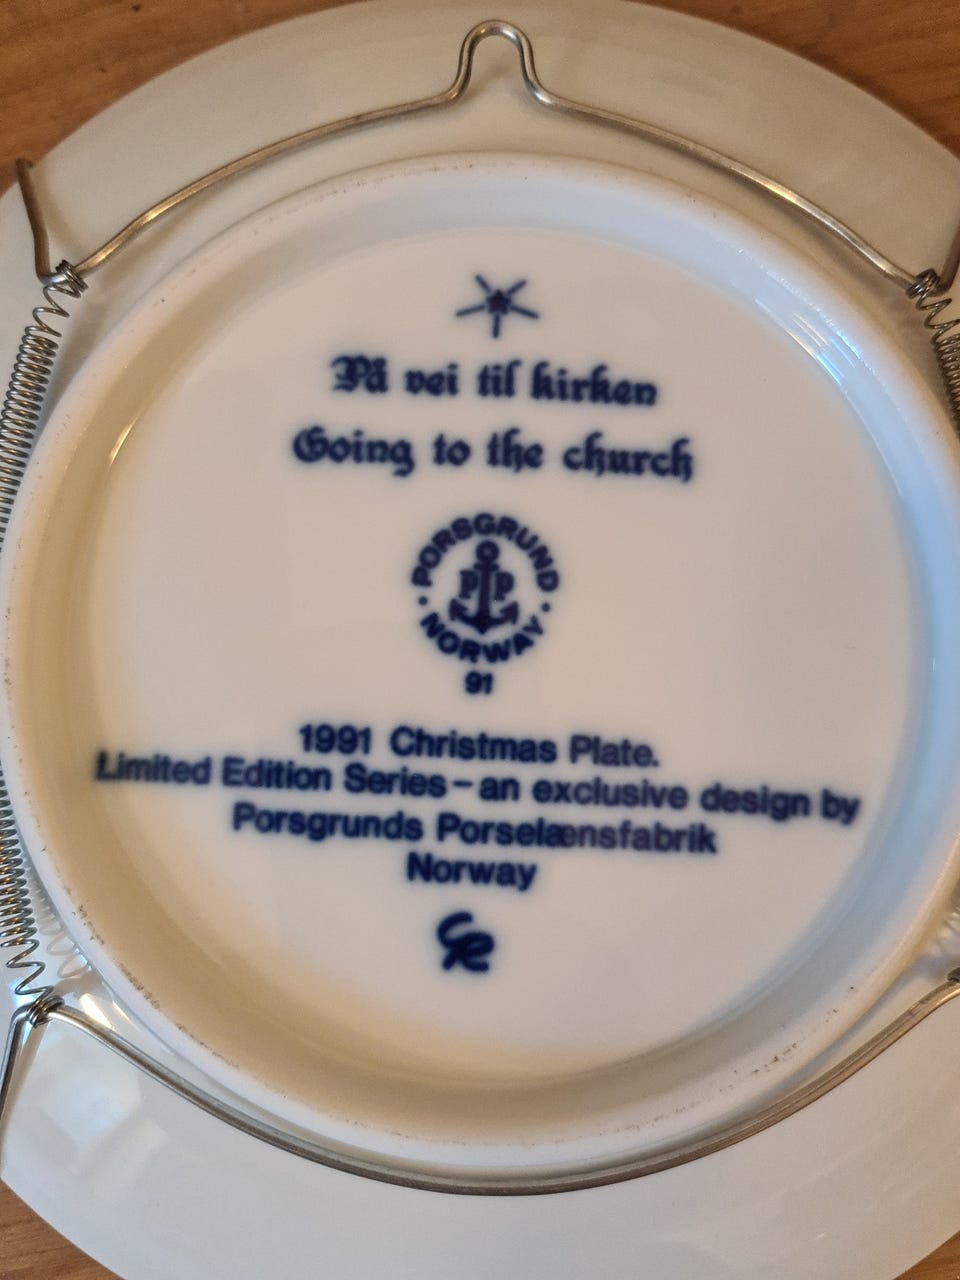 På vei til kirken
Going to the church
PORSGRUND
PP
· NORWAY ·
91
1991 Christmas Plate.
Limited Edition Series – an exclusive design by
Porsgrunds Porselænsfabrik
Norway